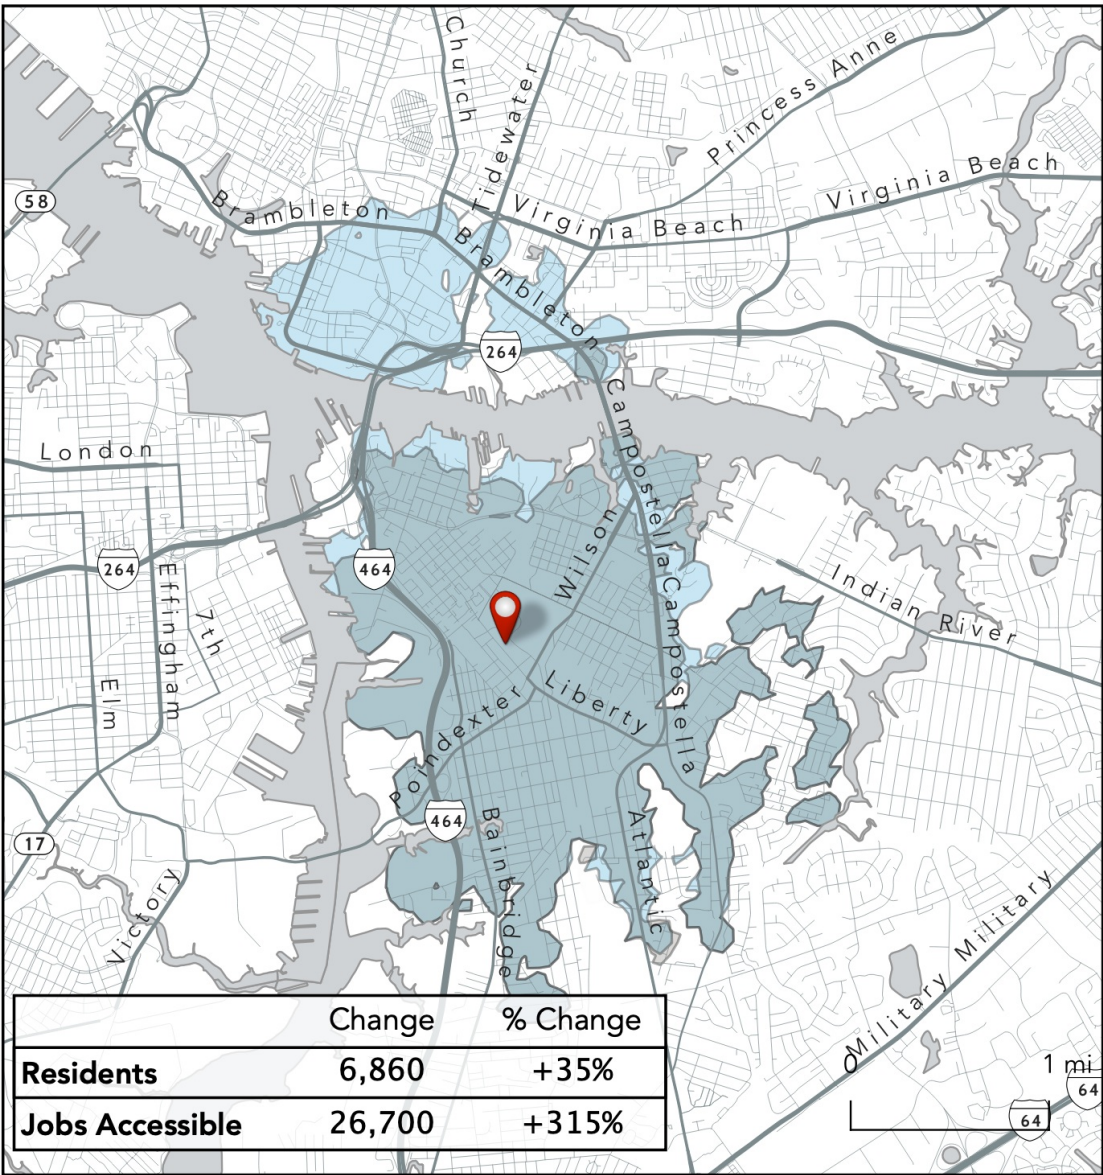 Church
Tidewater
Princess Anne
58
Brambleton
Virginia Beach
Virginia Beach
Brambleton
264
Campostella
London
Wilson
264
464
Effingham
7th
Campostella
Indian River
Elm
Liberty
Poindexter
464
Bainbridge
Atlantic
17
Victory
Military
Military
Change % Change
Residents 6,860 +35%
Jobs Accessible 26,700 +315%
0 1 mi
64
64